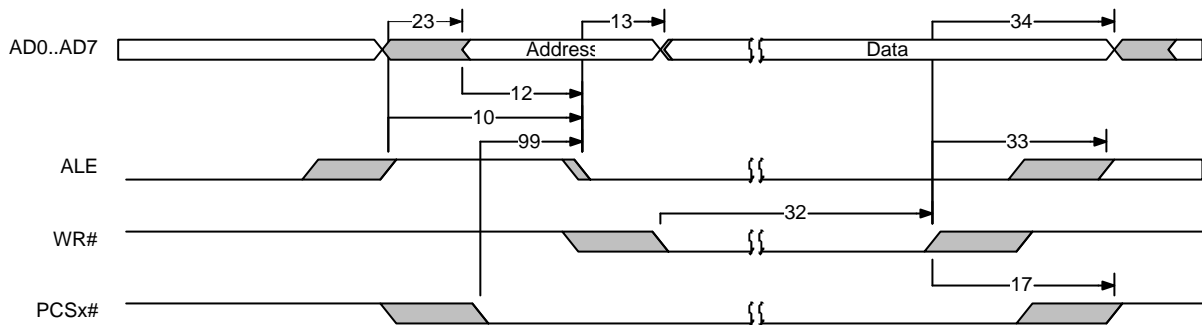 23
13
34
AD0..AD7
Address
Data
12
10
99
33
ALE
32
WR#
17
PCSx#